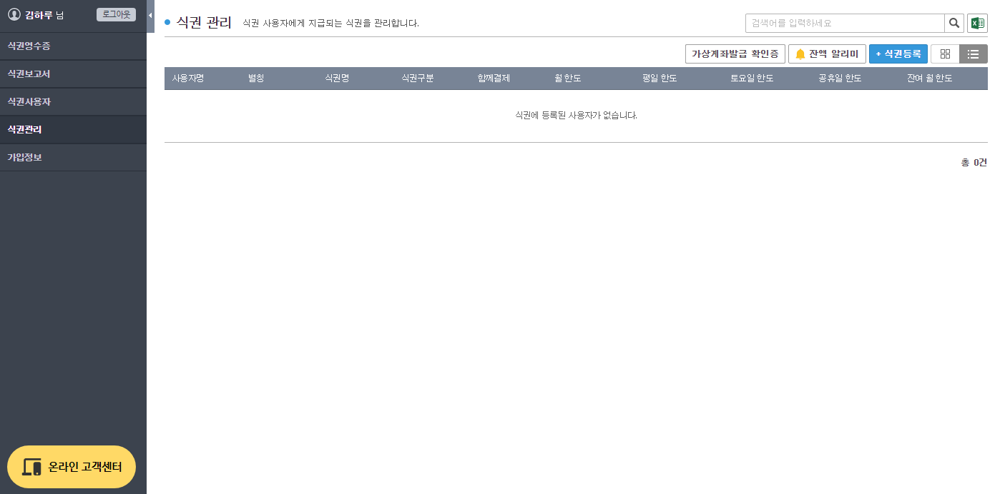 김하루 님
로그아웃
식권영수증
식권보고서
식권사용자
식권관리
가입정보
온라인 고객센터
식권 관리
식권 사용자에게 지급되는 식권을 관리합니다.
검색어를 입력하세요
가상계좌발급 확인증
잔액 알리미
+ 식권등록
사용자명 별칭 식권명 식권구분 함께결제 월 한도 평일 한도 토요일 한도 공휴일 한도 잔여 월 한도
식권에 등록된 사용자가 없습니다.
총 0건